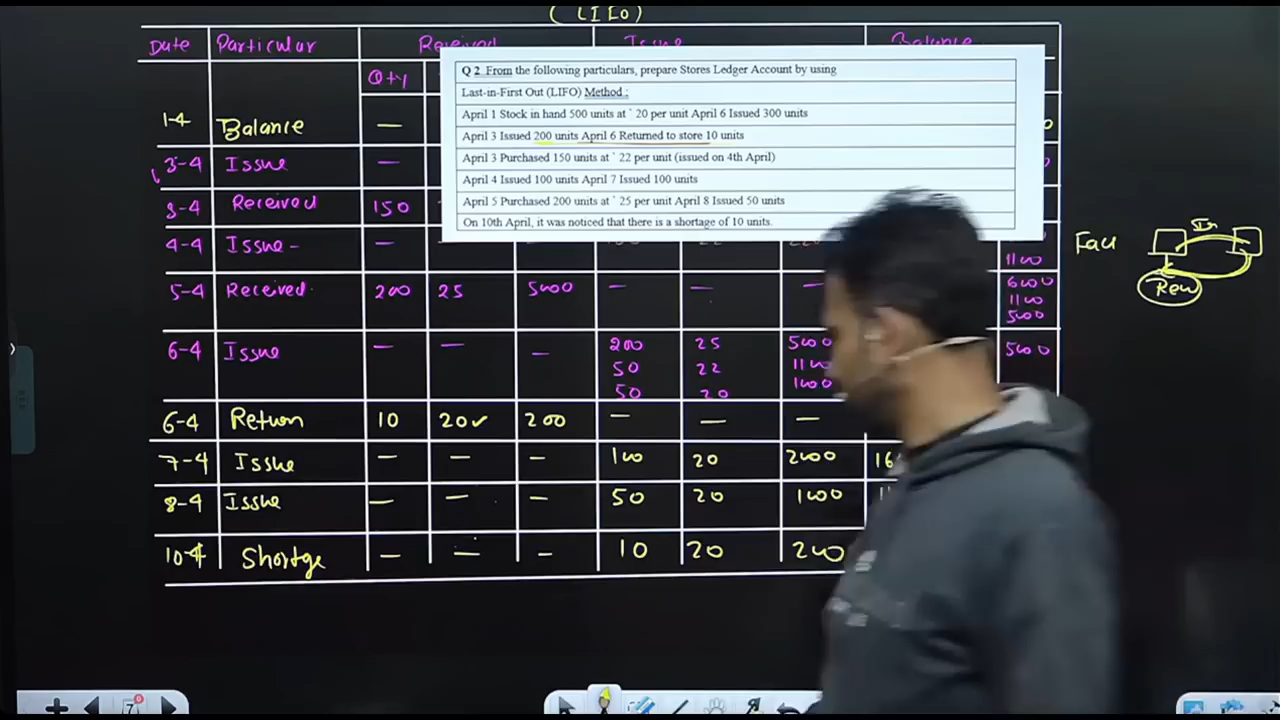 (LIFO)
Date Particular Received Issue Balance
Qty
1-4 Balance —
3-4 Issue —
3-4 Received 150
4-4 Issue - — 1100
5-4 Received. 200 25 5000 — — — 6000
1100
5000
6-4 Issue — — — 200 25 5000 5000
50 22 1100
50 20 1000
6-4 Return 10 20✓ 200 — — —
7-4 Issue — — — 100 20 2000
8-4 Issue — — — 50 20 1000
10-4 Shortge — — — 10 20 200
Q 2. From the following particulars, prepare Stores Ledger Account by using
Last-in-First Out (LIFO) Method :
April 1 Stock in hand 500 units at ` 20 per unit April 6 Issued 300 units
April 3 Issued 200 units April 6 Returned to store 10 units
April 3 Purchased 150 units at ` 22 per unit (issued on 4th April)
April 4 Issued 100 units April 7 Issued 100 units
April 5 Purchased 200 units at ` 25 per unit April 8 Issued 50 units
On 10th April, it was noticed that there is a shortage of 10 units.